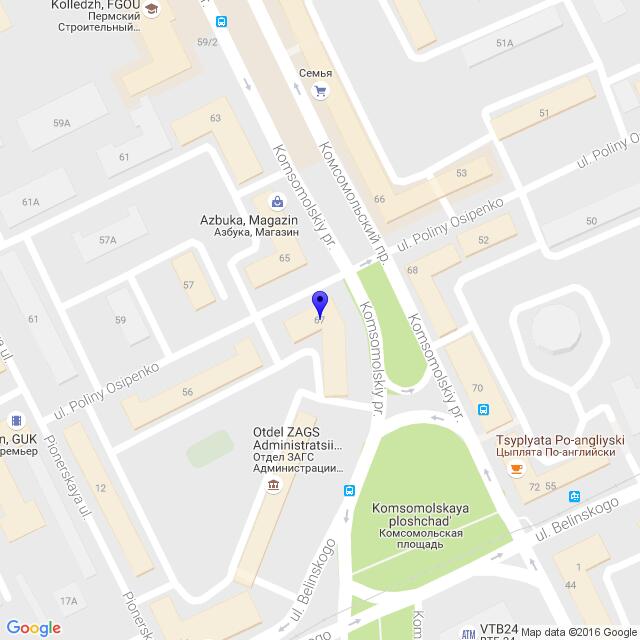 Kolledzh, FGOU
Пермский
Строительный...
59/2
51A
Семья
59A
63
51
61
Komsomolskiy pr.
Комсомольский пр.
53
ul. Poliny Osipenko
61A
66
Azbuka, Magazin
Азбука, Магазин
50
57A
ul. Poliny Osipenko
52
65
68
57
61
59
67
Komsomolskiy pr.
Komsomolskiy pr.
ul. Poliny Osipenko
56
70
Otdel ZAGS
Administratsii...
Отдел ЗАГС
Администрации...
n, GUK
ремьер
Pionerskaya ul.
Tsyplyata Po-angliyski
Цыплята По-английски
12
72
55
Komsomolskaya
ploshchad'
Комсомольская
площадь
ul. Belinskogo
ul. Belinskogo
Pionerskaya
17A
1
44
ATM
VTB24
Google
Map data ©2016 Google